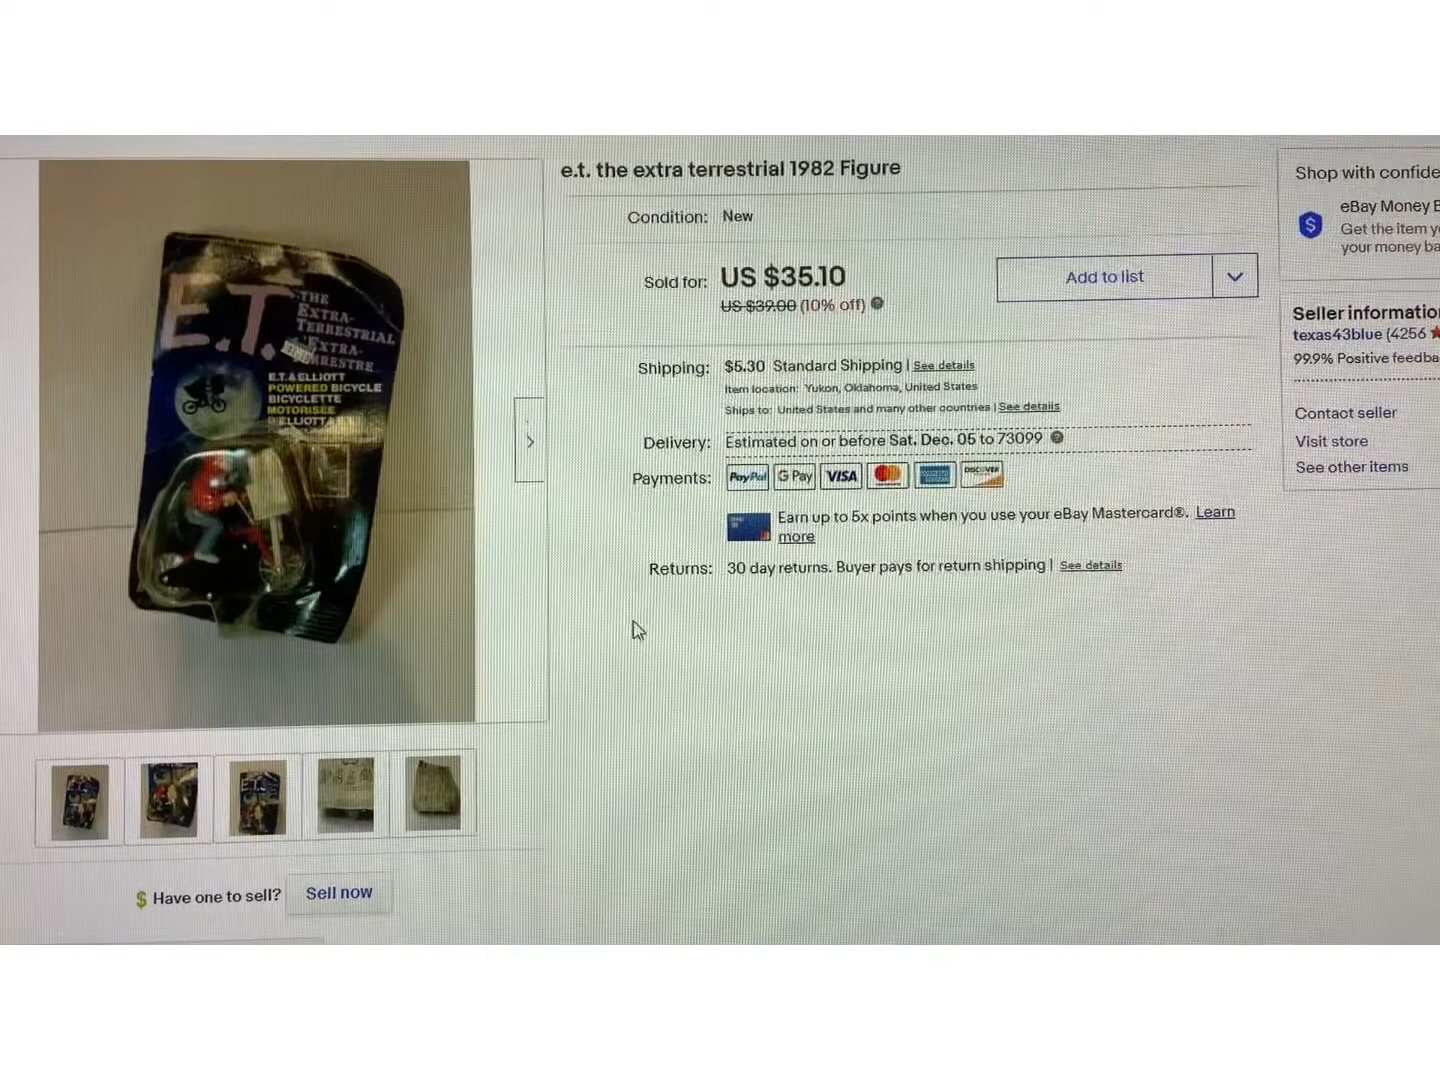 E.T.
THE
EXTRA-
TERRESTRIAL
EXTRA-
E.T. & ELLIOTT
POWERED BICYCLE
BICYCLETTE
MOTORISÉE
e.t. the extra terrestrial 1982 Figure
Condition: New
Sold for: US $35.10
US $39.00 (10% off)
Add to list
Shipping: $5.30 Standard Shipping | See details
Item location: Yukon, Oklahoma, United States
Ships to: United States and many other countries | See details
Delivery: Estimated on or before Sat. Dec. 05 to 73099
Payments: PayPal G Pay VISA DISCOVER
Earn up to 5x points when you use your eBay Mastercard®. Learn
more
Returns: 30 day returns. Buyer pays for return shipping | See details
Shop with confide
eBay Money B
Get the item y
your money ba
Seller informatio
texas43blue (4256
99.9% Positive feedba
Contact seller
Visit store
See other items
E.T.
$ Have one to sell? Sell now